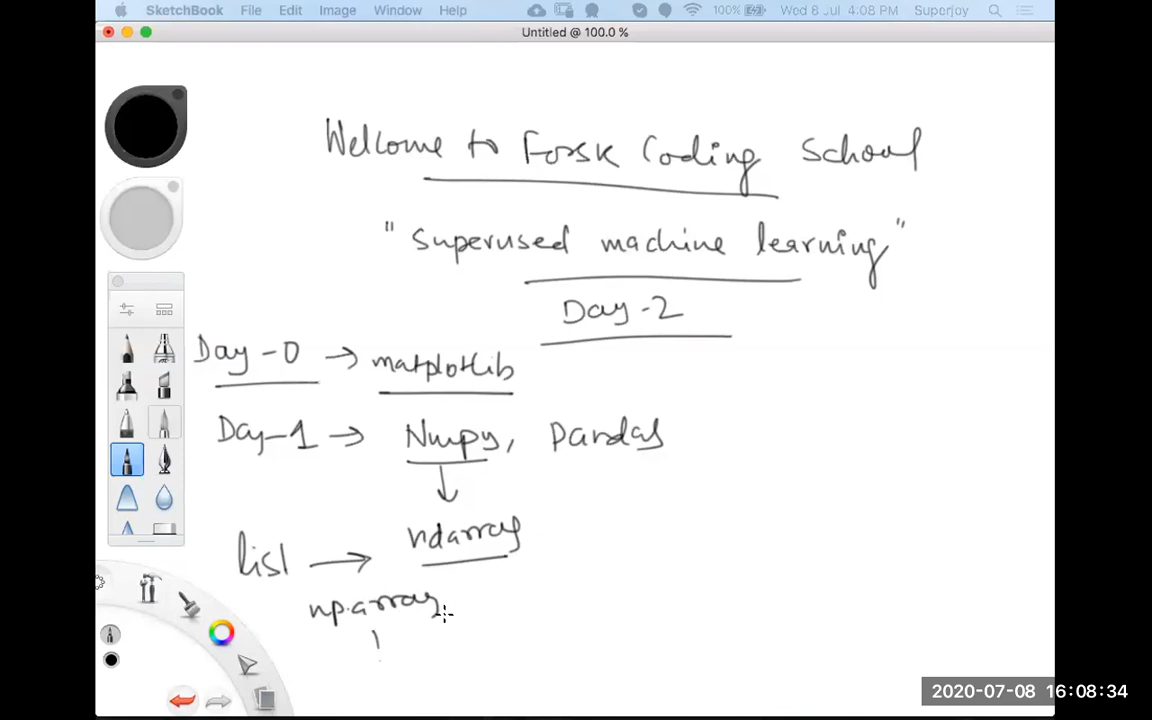 SketchBook File Edit Image Window Help 100% Wed 8 Jul 4:08 PM Superjoy
Untitled @ 100.0 %
Wellcome to Forsk Coding School
"Superused machine learning"
Day-2
Day-0 → matplotlib
Day-1 → Numpy, Pandas
↓
list → ndarray
np.array
2020-07-08 16:08:34